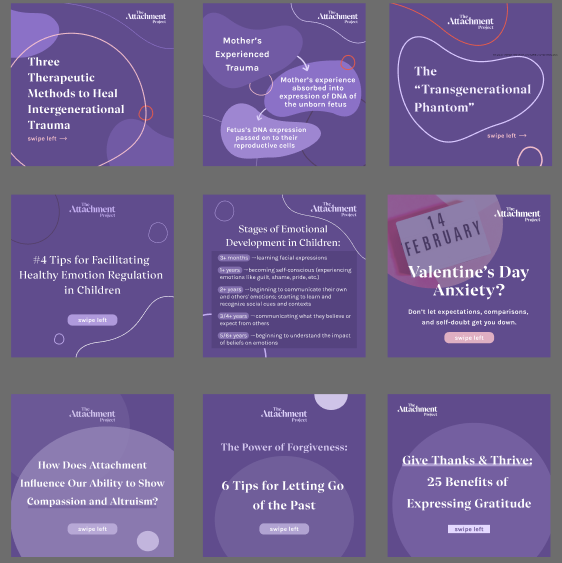 The
Attachment
Project
Three
Therapeutic
Methods to Heal
Intergenerational
Trauma
swipe left →
The
Attachment
Project
Mother's
Experienced
Trauma
Mother's experience
absorbed into
expression of DNA of
the unborn fetus
Fetus's DNA expression
passed on to their
reproductive cells
The
Attachment
Project
The
"Transgenerational
Phantom"
swipe left →
The
Attachment
Project
#4 Tips for Facilitating
Healthy Emotion Regulation
in Children
swipe left
The
Attachment
Project
Stages of Emotional
Development in Children:
3+ months —learning facial expressions
1+ years —becoming self-conscious (experiencing
emotions like guilt, shame, pride, etc.)
2+ years —beginning to communicate their own
and others' emotions; starting to learn and
recognize social cues and contexts
3/4+ years —communicating what they believe or
expect from others
5/6+ years —beginning to understand the impact
of beliefs on emotions
The
Attachment
Project
14
FEBRUARY
Valentine's Day
Anxiety?
Don't let expectations, comparisons,
and self-doubt get you down.
swipe left
The
Attachment
Project
How Does Attachment
Influence Our Ability to Show
Compassion and Altruism?
swipe left
The
Attachment
Project
The Power of Forgiveness:
6 Tips for Letting Go
of the Past
swipe left
The
Attachment
Project
Give Thanks & Thrive:
25 Benefits of
Expressing Gratitude
swipe left